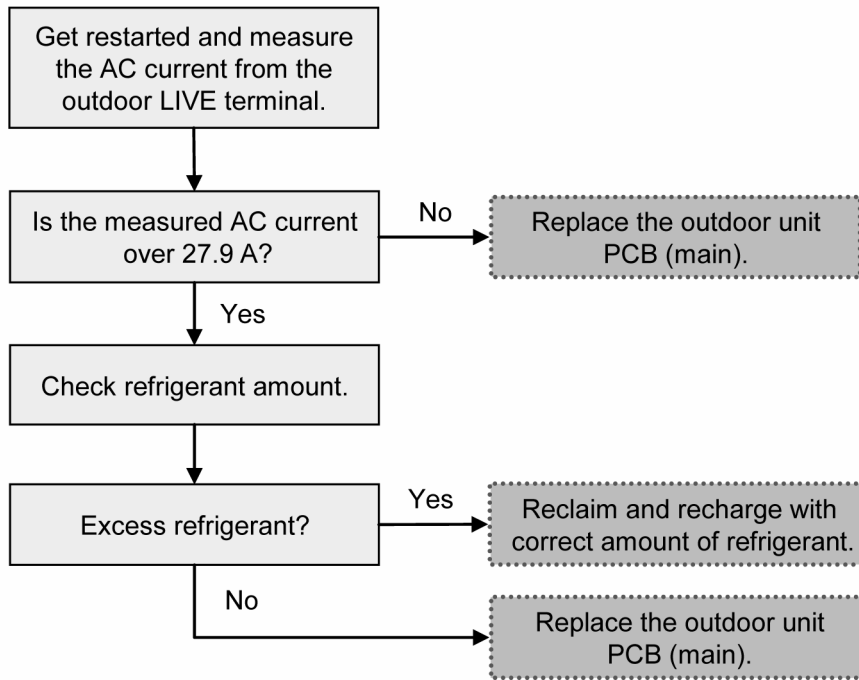 Get restarted and measure
the AC current from the
outdoor LIVE terminal.
Is the measured AC current
over 27.9 A?
No
Replace the outdoor unit
PCB (main).
Yes
Check refrigerant amount.
Excess refrigerant?
Yes
Reclaim and recharge with
correct amount of refrigerant.
No
Replace the outdoor unit
PCB (main).